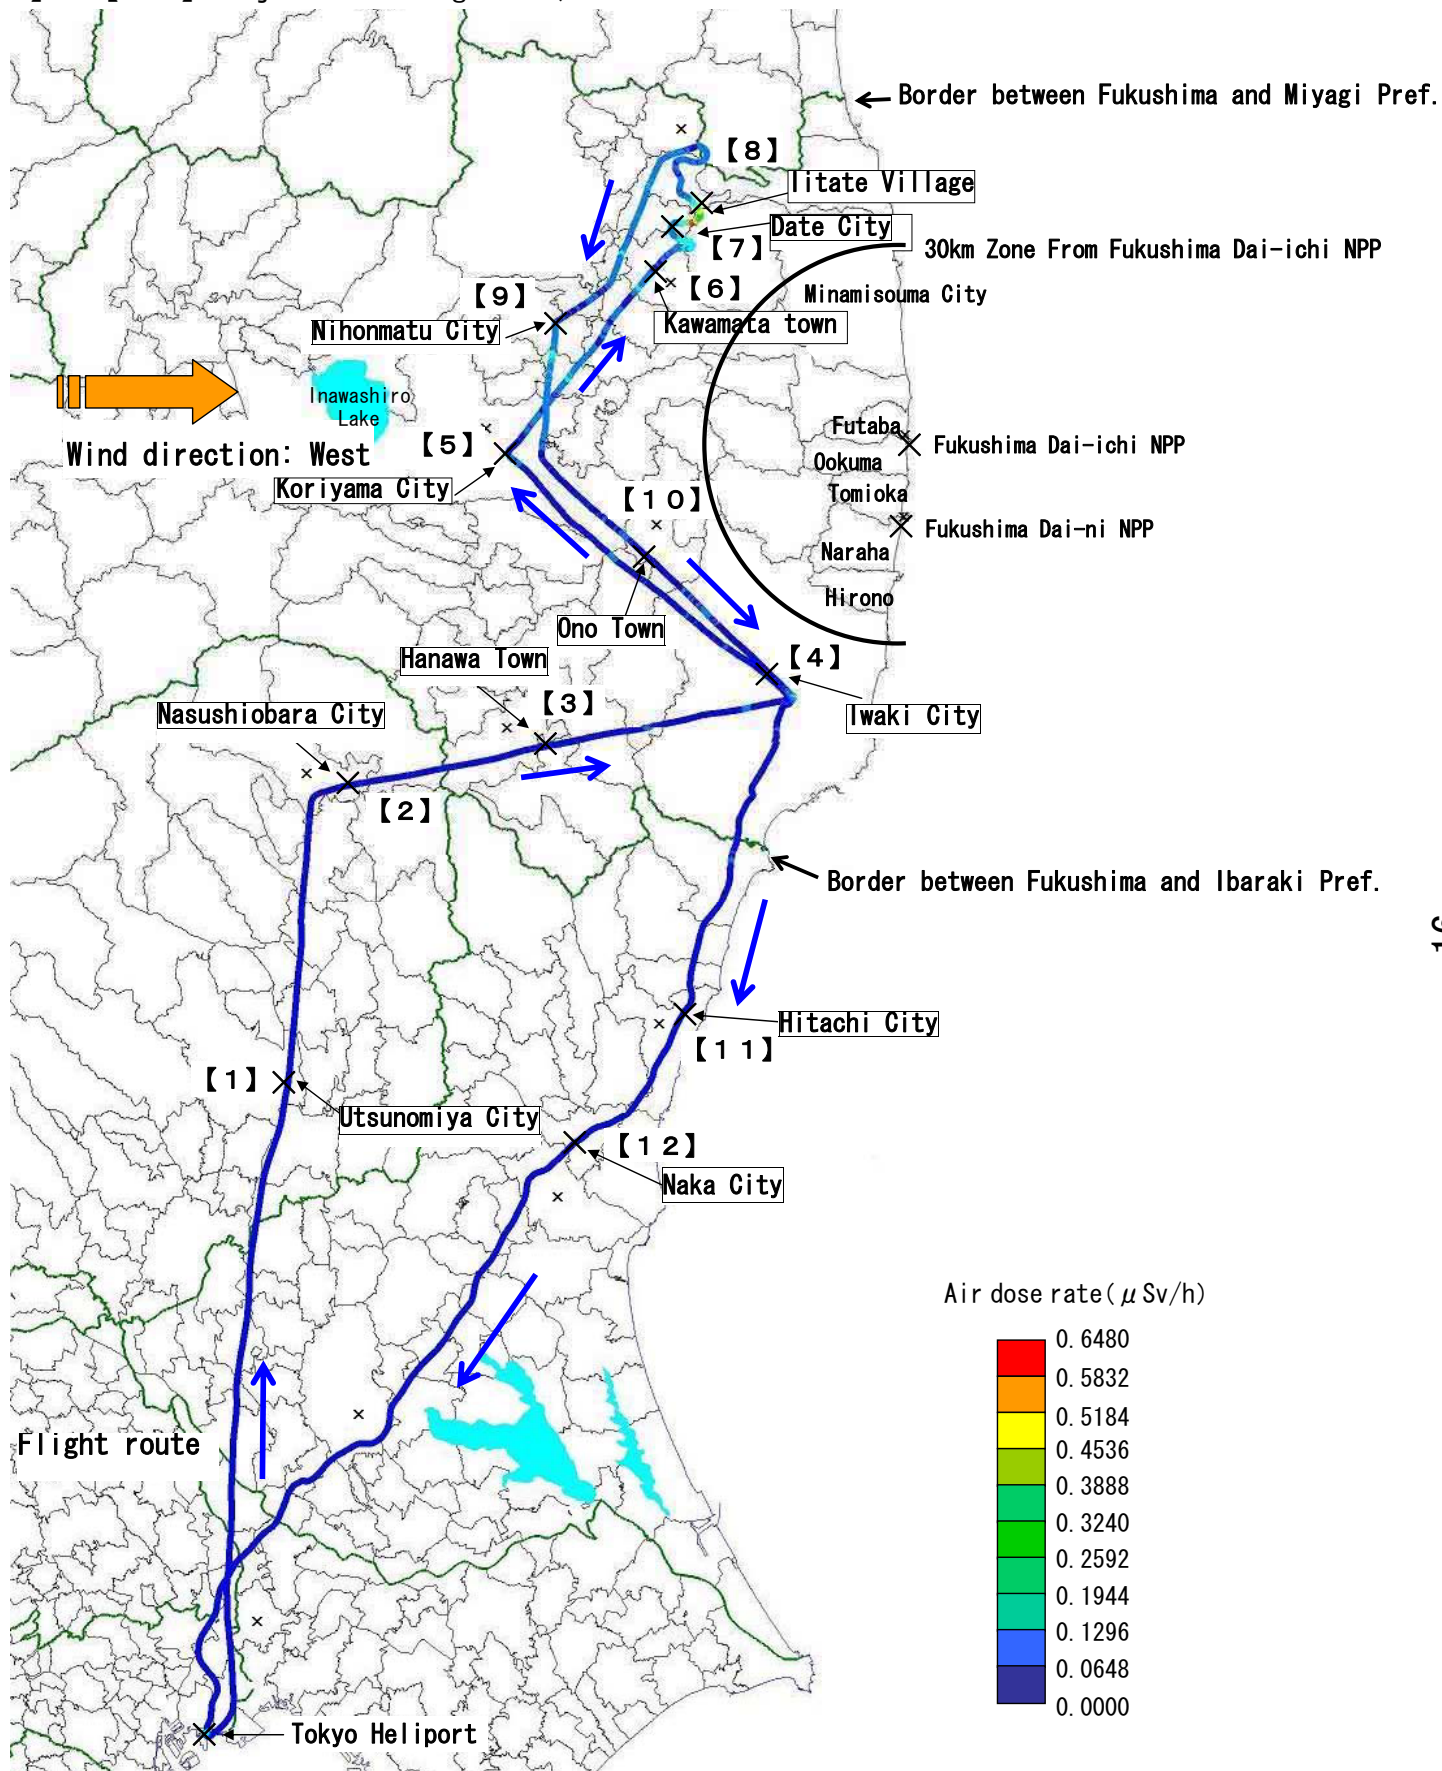 Border between Fukushima and Miyagi Pref.
【8】
Iitate Village
Date City
【7】
30km Zone From Fukushima Dai-ichi NPP
【6】
Minamisouma City
【9】
Nihonmatu City
Kawamata town
Inawashiro
Lake
Wind direction: West
【5】
Futaba
Fukushima Dai-ichi NPP
Ookuma
Koriyama City
Tomioka
【10】
Fukushima Dai-ni NPP
Naraha
Hirono
Ono Town
Hanawa Town
【4】
Nasushiobara City
【3】
Iwaki City
【2】
Border between Fukushima and Ibaraki Pref.
16
Hitachi City
【11】
【1】
Utsunomiya City
【12】
Naka City
Flight route
Air dose rate(μSv/h)
0.6480
0.5832
0.5184
0.4536
0.3888
0.3240
0.2592
0.1944
0.1296
0.0648
0.0000
Tokyo Heliport